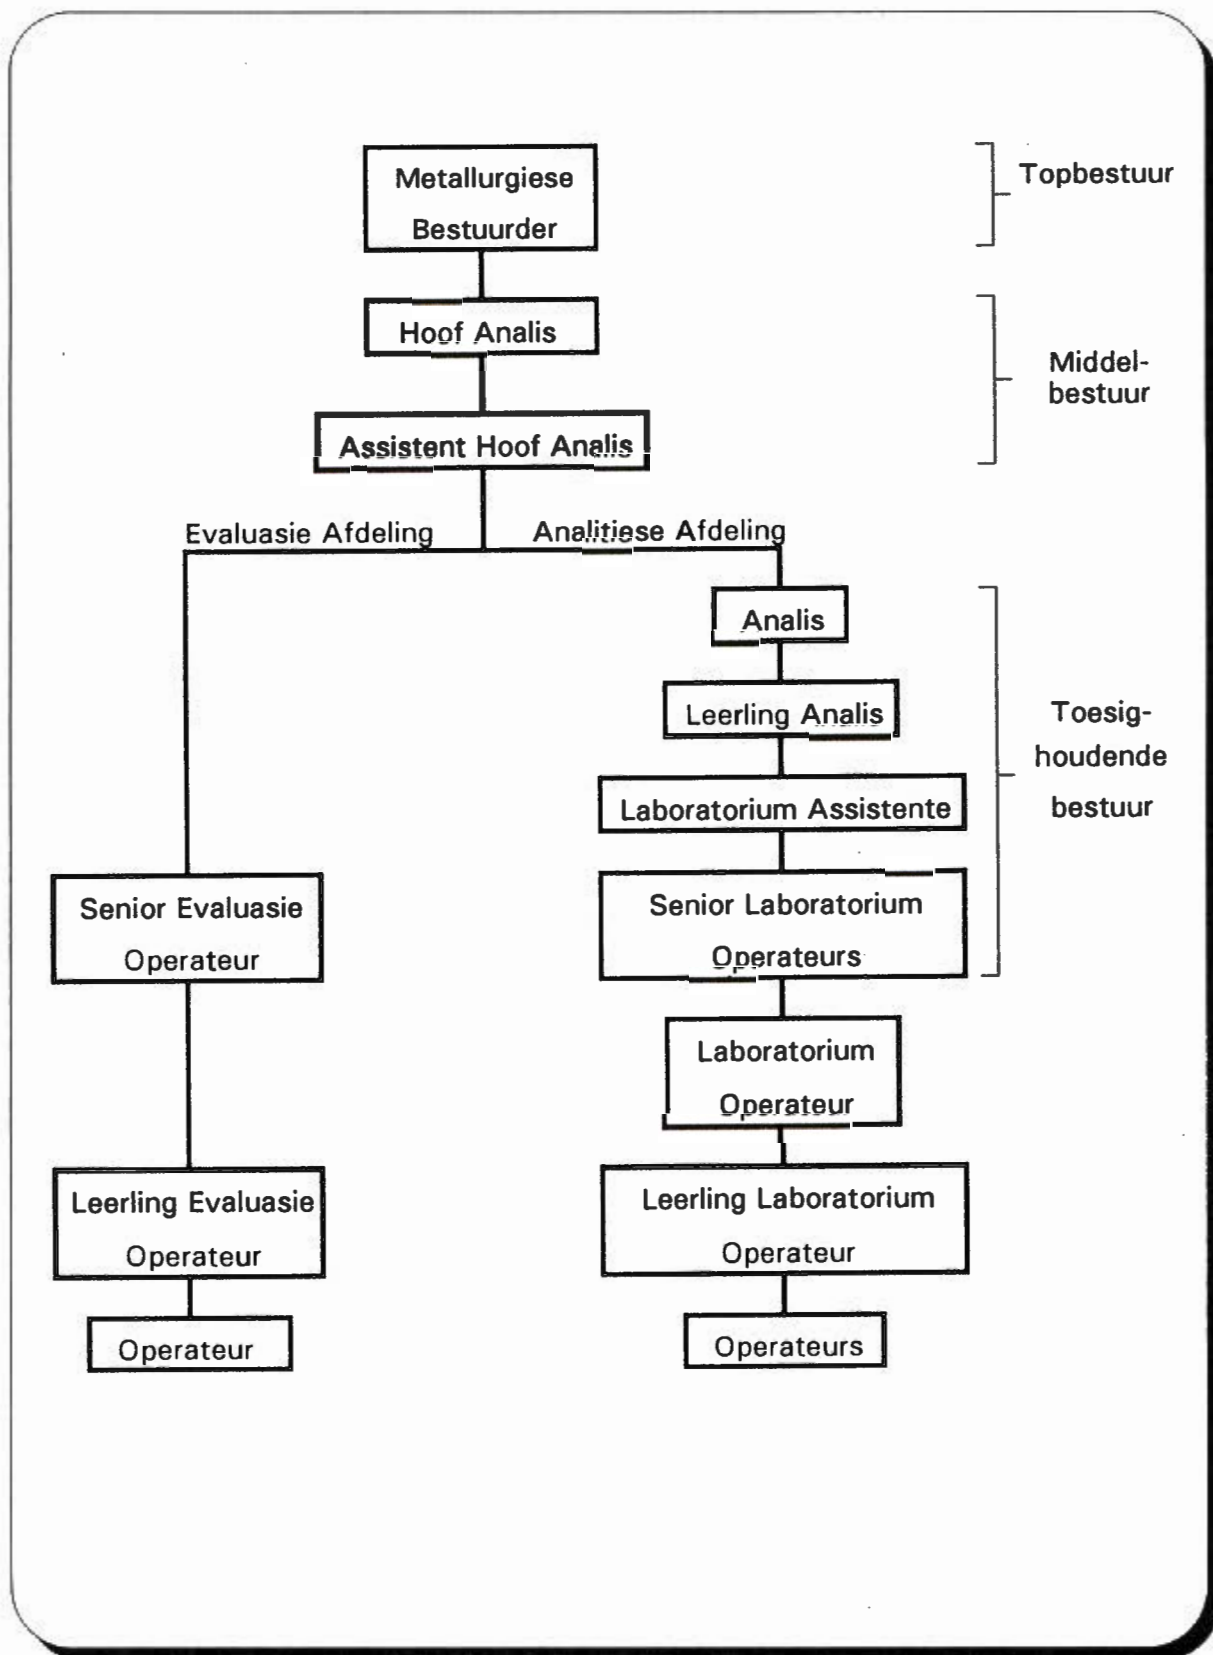 Metallurgiese
Bestuurder
Topbestuur
Hoof Analis
Middel-
bestuur
Assistent Hoof Analis
Evaluasie Afdeling
Analitiese Afdeling
Analis
Leerling Analis
Laboratorium Assistente
Toesig-
houdende
bestuur
Senior Evaluasie
Operateur
Senior Laboratorium
Operateurs
Laboratorium
Operateur
Leerling Evaluasie
Operateur
Leerling Laboratorium
Operateur
Operateur
Operateurs